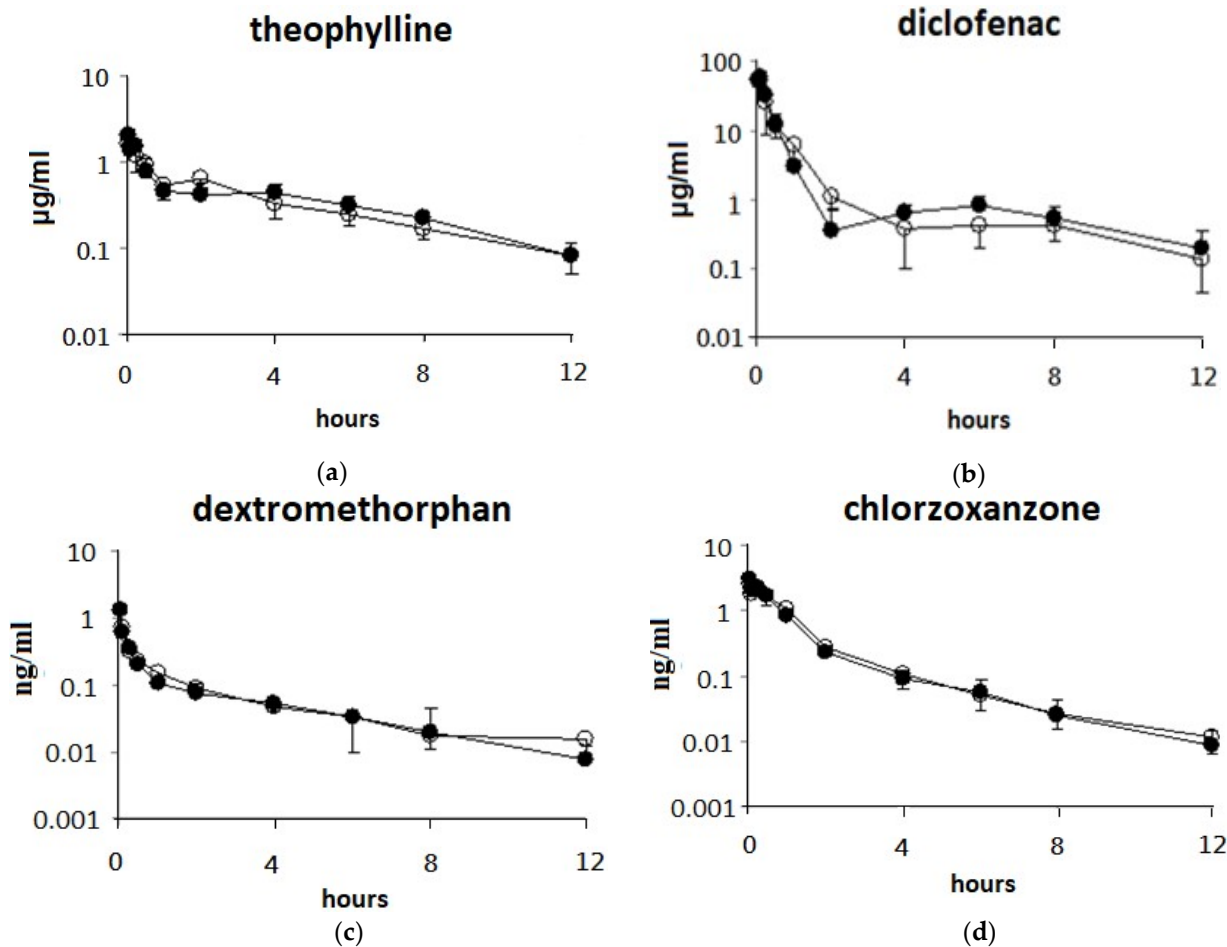 theophylline
10
1
0.1
0.01
µg/ml
0 4 8 12
hours
(a)
diclofenac
100
10
1
0.1
0.01
µg/ml
0 4 8 12
hours
(b)
dextromethorphan
10
1
0.1
0.01
0.001
ng/ml
0 4 8 12
hours
(c)
chlorzoxanzone
10
1
0.1
0.01
0.001
ng/ml
0 4 8 12
hours
(d)